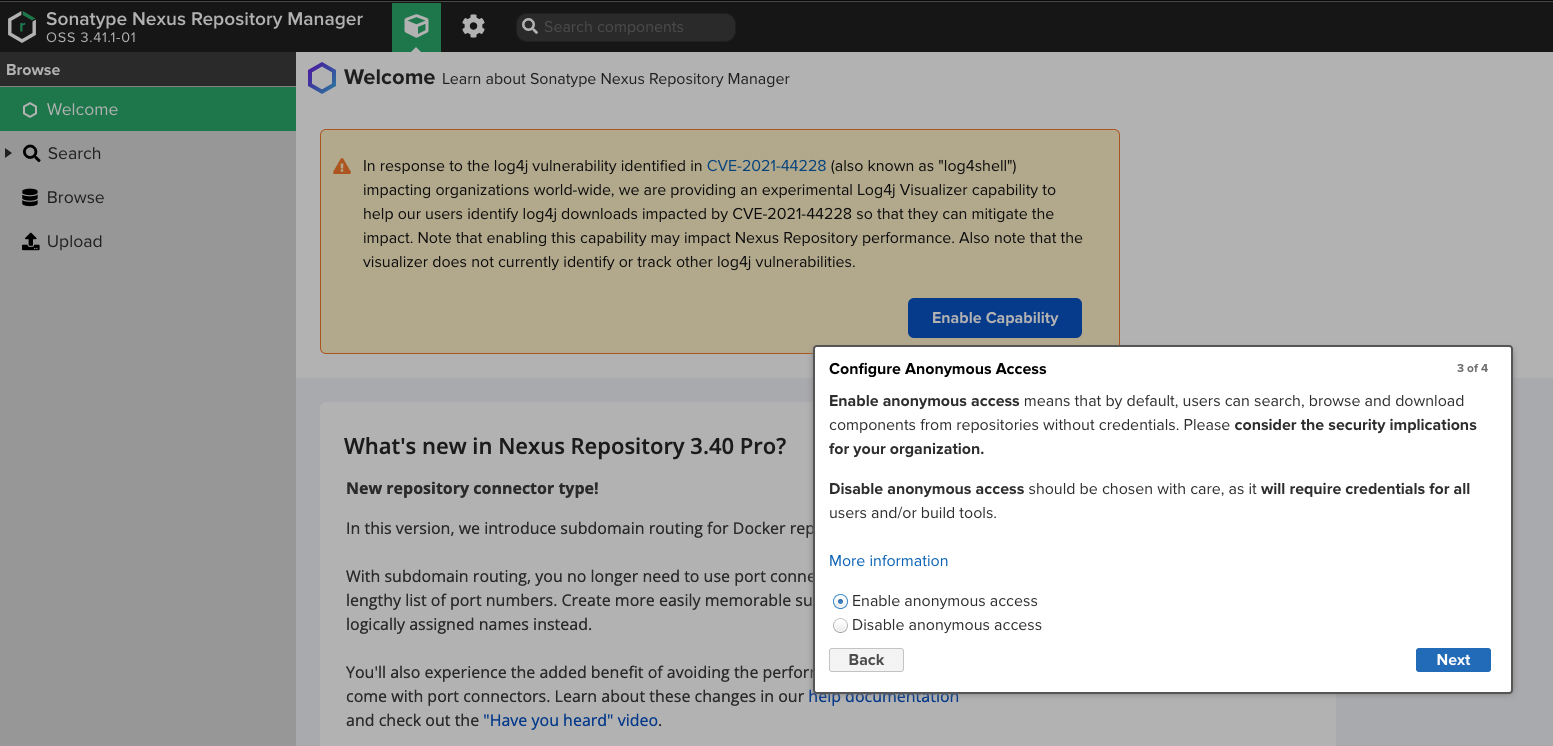 Sonatype Nexus Repository Manager
OSS 3.41.1-01
Search components
Browse
Welcome
Search
Browse
Upload
Welcome Learn about Sonatype Nexus Repository Manager
In response to the log4j vulnerability identified in CVE-2021-44228 (also known as "log4shell")
impacting organizations world-wide, we are providing an experimental Log4j Visualizer capability to
help our users identify log4j downloads impacted by CVE-2021-44228 so that they can mitigate the
impact. Note that enabling this capability may impact Nexus Repository performance. Also note that the
visualizer does not currently identify or track other log4j vulnerabilities.
Enable Capability
What's new in Nexus Repository 3.40 Pro?
New repository connector type!
In this version, we introduce subdomain routing for Docker rep
With subdomain routing, you no longer need to use port conne
lengthy list of port numbers. Create more easily memorable su
logically assigned names instead.
You'll also experience the added benefit of avoiding the perfor
come with port connectors. Learn about these changes in our help documentation
and check out the "Have you heard" video.
Configure Anonymous Access
3 of 4
Enable anonymous access means that by default, users can search, browse and download
components from repositories without credentials. Please consider the security implications
for your organization.
Disable anonymous access should be chosen with care, as it will require credentials for all
users and/or build tools.
More information
Enable anonymous access
Disable anonymous access
Back
Next